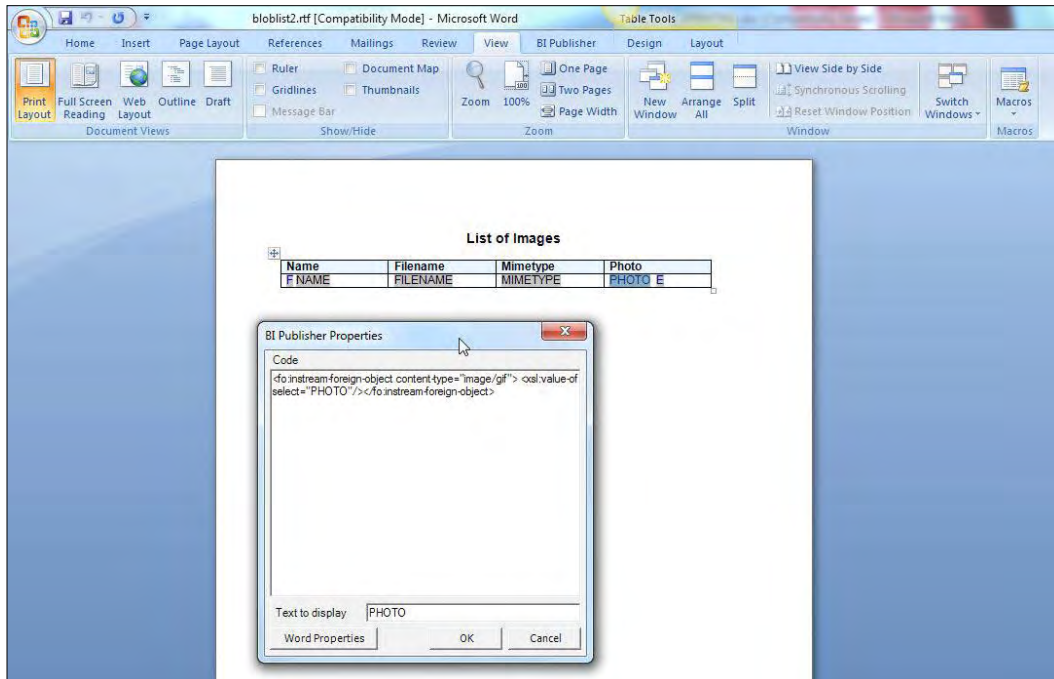 bloblist2.rtf [Compatibility Mode] - Microsoft Word Table Tools
Home Insert Page Layout References Mailings Review View BI Publisher Design Layout
Ruler Document Map One Page View Side by Side
Gridlines Thumbnails Two Pages Synchronous Scrolling
Print Layout Full Screen Reading Web Layout Outline Draft Message Bar Zoom 100% Page Width New Window Arrange All Split Reset Window Position Switch Windows Macros
Document Views Show/Hide Zoom Window Macros
List of Images
Name Filename Mimetype Photo
F NAME FILENAME MIMETYPE PHOTO E
BI Publisher Properties
Code
<fo:instream-foreign-object content-type="image/gif"> <xsl:value-of
select="PHOTO"/></fo:instream-foreign-object>
Text to display PHOTO
Word Properties OK Cancel